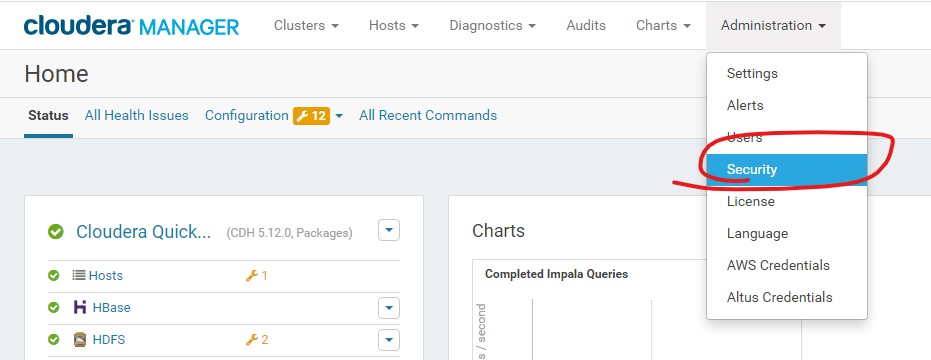 cloudera MANAGER Clusters Hosts Diagnostics Audits Charts Administration
Home
Status All Health Issues Configuration 12 All Recent Commands
Settings
Alerts
Users
Security
License
Language
AWS Credentials
Altus Credentials
Cloudera Quick... (CDH 5.12.0, Packages)
Hosts 1
HBase
HDFS 2
Charts
Completed Impala Queries
s / second